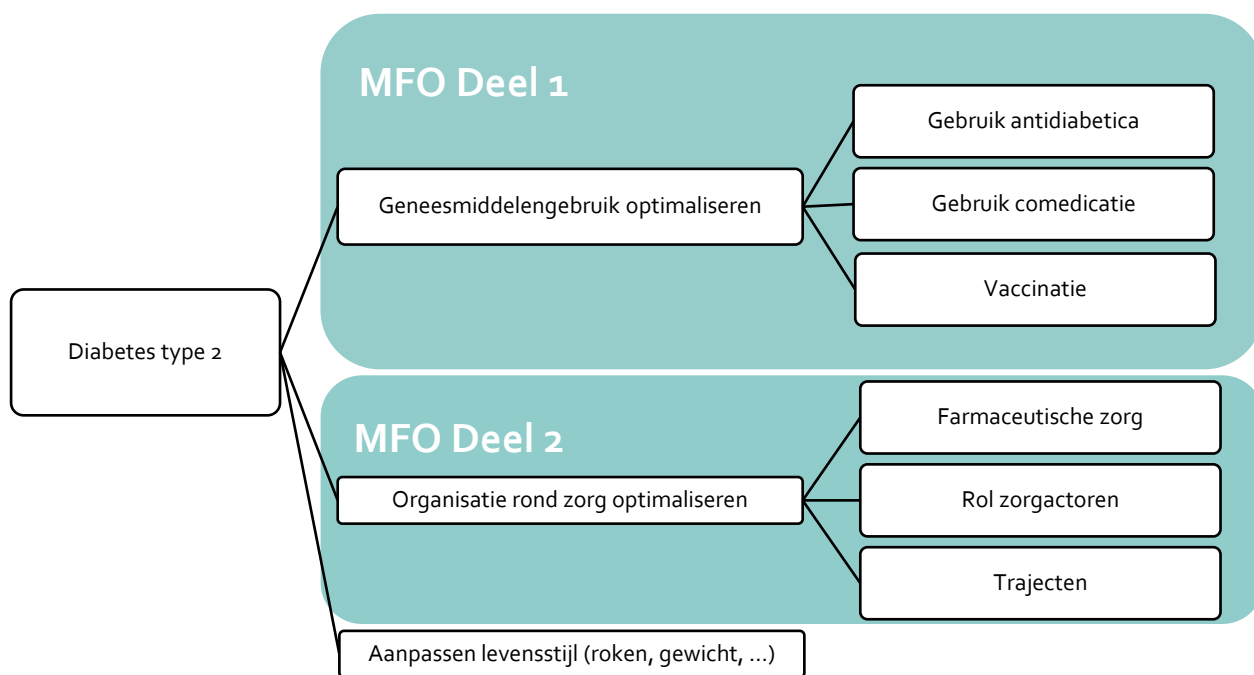 MFO Deel 1
Gebruik antidiabetica
Geneesmiddelengebruik optimaliseren
Gebruik comedicatie
Vaccinatie
Diabetes type 2
MFO Deel 2
Farmaceutische zorg
Organisatie rond zorg optimaliseren
Rol zorgactoren
Trajecten
Aanpassen levensstijl (roken, gewicht, ...)